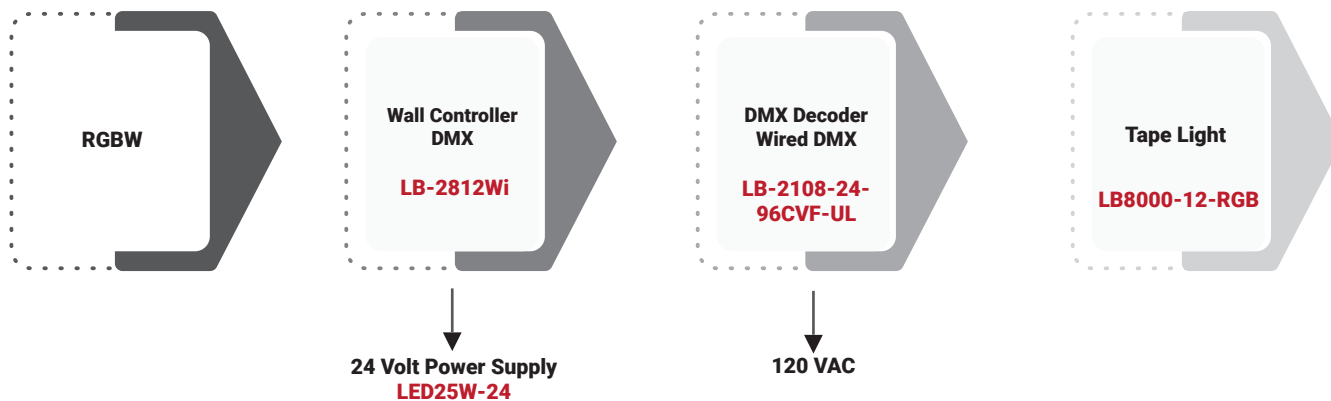 RGBW
Wall Controller
DMX
LB-2812Wi
DMX Decoder
Wired DMX
LB-2108-24-
96CVF-UL
Tape Light
LB8000-12-RGB
24 Volt Power Supply
LED25W-24
120 VAC